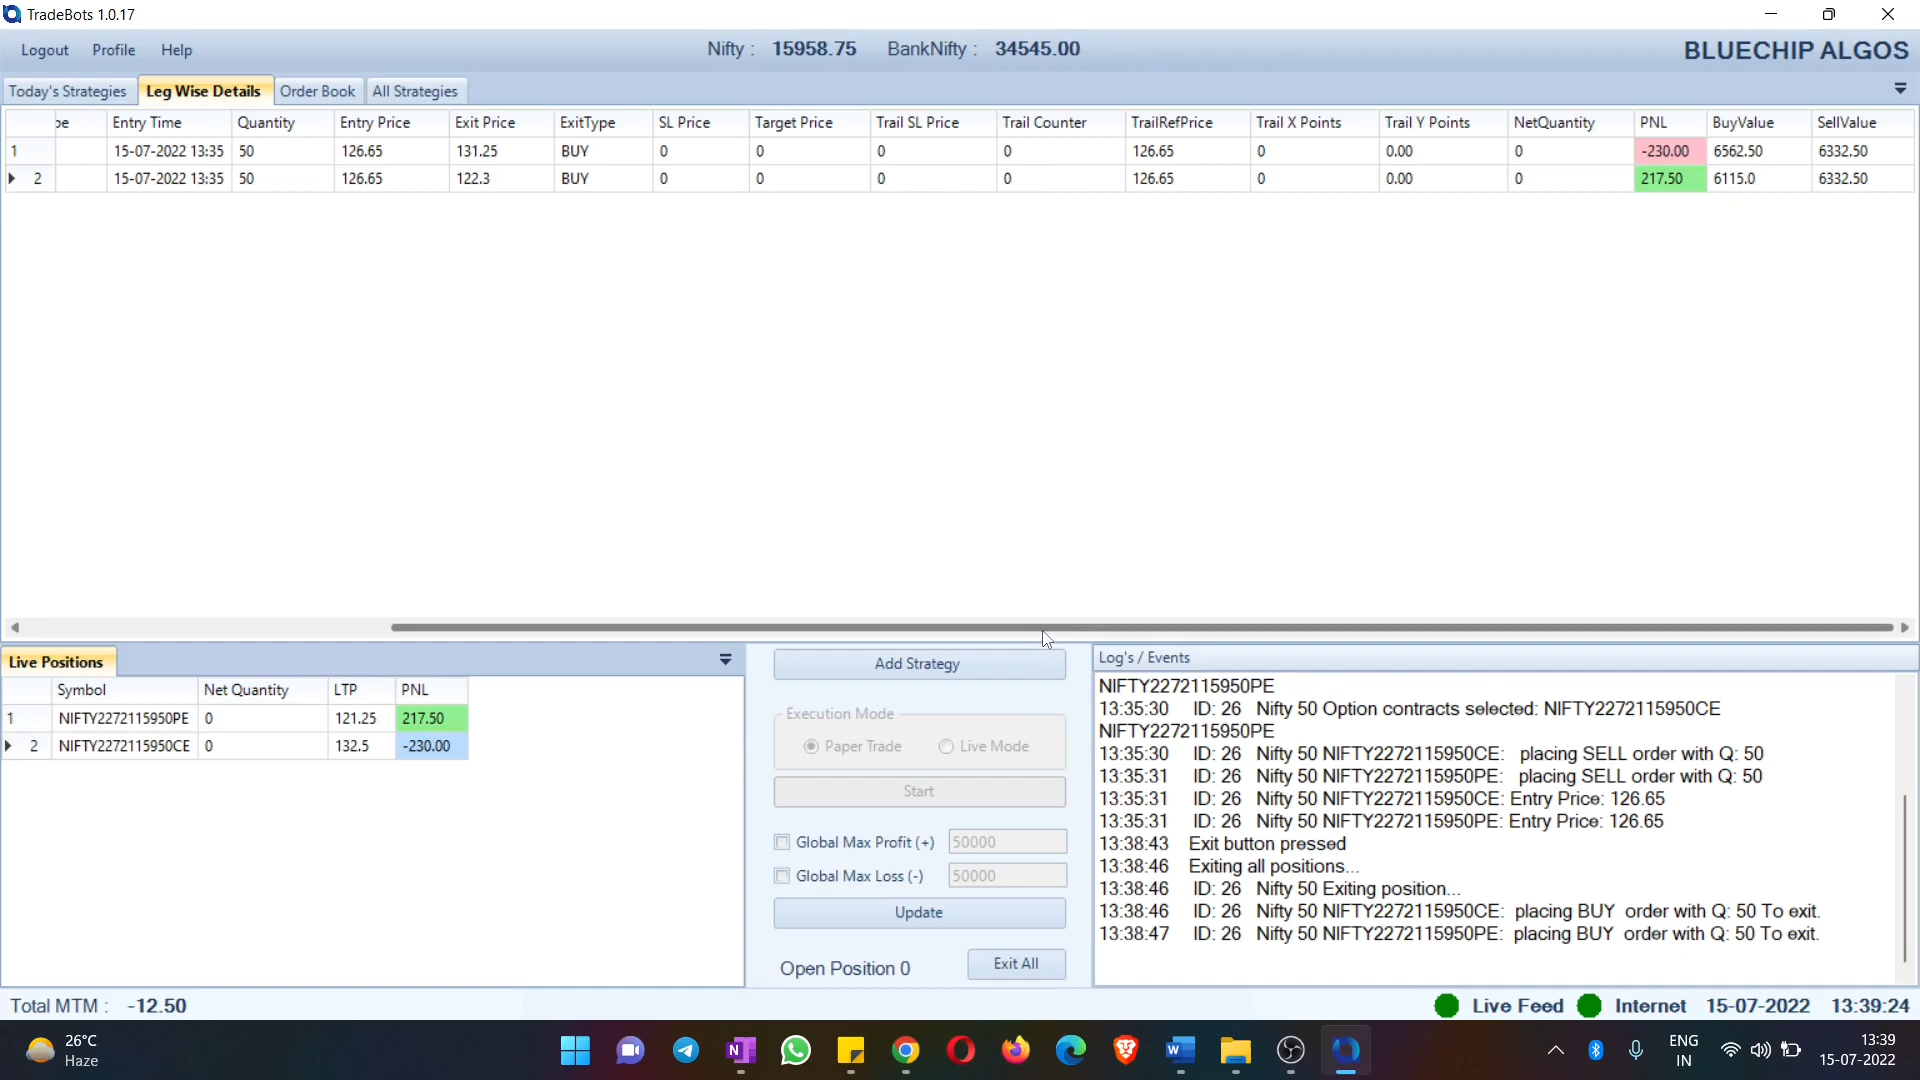 TradeBots 1.0.17
Logout Profile Help
Nifty : 15958.75 BankNifty : 34545.00
BLUECHIP ALGOS
Today's Strategies Leg Wise Details Order Book All Strategies
Entry Time Quantity Entry Price Exit Price ExitType SL Price Target Price Trail SL Price Trail Counter TrailRefPrice Trail X Points Trail Y Points NetQuantity PNL BuyValue SellValue
1 15-07-2022 13:35 50 126.65 131.25 BUY 0 0 0 0 126.65 0 0.00 0 -230.00 6562.50 6332.50
2 15-07-2022 13:35 50 126.65 122.3 BUY 0 0 0 0 126.65 0 0.00 0 217.50 6115.0 6332.50
Live Positions
Symbol Net Quantity LTP PNL
1 NIFTY2272115950PE 0 121.25 217.50
2 NIFTY2272115950CE 0 132.5 -230.00
Add Strategy
Execution Mode
Paper Trade Live Mode
Start
Global Max Profit (+) 50000
Global Max Loss (-) 50000
Update
Open Position 0 Exit All
Log's / Events
NIFTY2272115950PE
13:35:30 ID: 26 Nifty 50 Option contracts selected: NIFTY2272115950CE
NIFTY2272115950PE
13:35:30 ID: 26 Nifty 50 NIFTY2272115950CE: placing SELL order with Q: 50
13:35:31 ID: 26 Nifty 50 NIFTY2272115950PE: placing SELL order with Q: 50
13:35:31 ID: 26 Nifty 50 NIFTY2272115950CE: Entry Price: 126.65
13:35:31 ID: 26 Nifty 50 NIFTY2272115950PE: Entry Price: 126.65
13:38:43 Exit button pressed
13:38:46 Exiting all positions...
13:38:46 ID: 26 Nifty 50 Exiting position...
13:38:46 ID: 26 Nifty 50 NIFTY2272115950CE: placing BUY order with Q: 50 To exit.
13:38:47 ID: 26 Nifty 50 NIFTY2272115950PE: placing BUY order with Q: 50 To exit.
Total MTM : -12.50
Live Feed Internet 15-07-2022 13:39:24
26°C
Haze
ENG
IN
13:39
15-07-2022